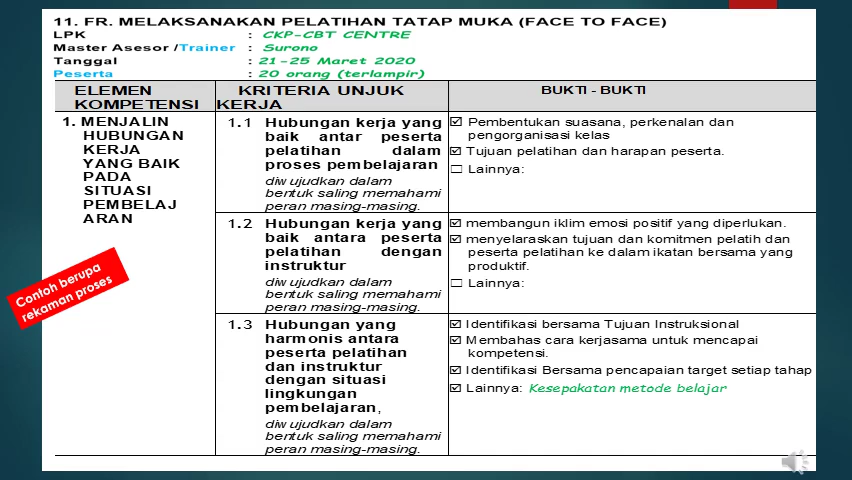 11. FR. MELAKSANAKAN PELATIHAN TATAP MUKA (FACE TO FACE)
LPK : CKP-CBT CENTRE
Master Asesor /Trainer : Surono
Tanggal : 21-25 Maret 2020
Peserta : 20 orang (terlampir)
ELEMEN KOMPETENSI
KRITERIA UNJUK KERJA
BUKTI - BUKTI
1. MENJALIN
HUBUNGAN
KERJA
YANG BAIK
PADA
SITUASI
PEMBELAJ
ARAN
1.1 Hubungan kerja yang
baik antar peserta
pelatihan dalam
proses pembelajaran
diwujudkan dalam
bentuk saling memahami
peran masing-masing.
Pembentukan suasana, perkenalan dan
pengorganisasi kelas
Tujuan pelatihan dan harapan peserta.
Lainnya:
1.2 Hubungan kerja yang
baik antara peserta
pelatihan dengan
instruktur
diwujudkan dalam
bentuk saling memahami
peran masing-masing.
membangun iklim emosi positif yang diperlukan.
menyelaraskan tujuan dan komitmen pelatih dan
peserta pelatihan ke dalam ikatan bersama yang
produktif.
Lainnya:
1.3 Hubungan yang
harmonis antara
peserta pelatihan
dan instruktur
dengan situasi
lingkungan
pembelajaran,
diwujudkan dalam
bentuk saling memahami
peran masing-masing.
Identifikasi bersama Tujuan Instruksional
Membahas cara kerjasama untuk mencapai
kompetensi.
Identifikasi Bersama pencapaian target setiap tahap
Lainnya: Kesepakatan metode belajar
Contoh berupa
rekaman proses